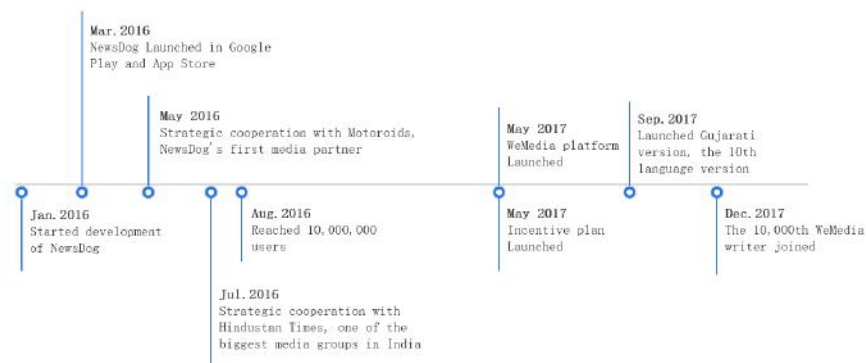 Mar. 2016
NewsDog Launched in Google
Play and App Store
May 2016
Strategic cooperation with Motoroids,
NewsDog's first media partner
May 2017
WeMedia platform
Launched
Sep. 2017
Launched Gujarati
version, the 10th
language version
Jan. 2016
Started development
of NewsDog
Aug. 2016
Reached 10,000,000
users
May 2017
Incentive plan
Launched
Dec. 2017
The 10,000th WeMedia
writer joined
Jul. 2016
Strategic cooperation with
Hindustan Times, one of the
biggest media groups in India